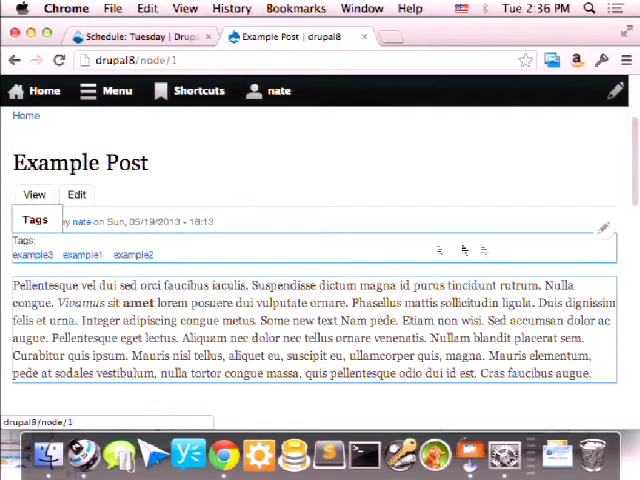 Chrome File Edit View History Bookmarks Window Help Tue 2:36 PM
Schedule: Tuesday | Drupa
Example Post | drupal8
drupal8/node/1
Home Menu Shortcuts nate
Home
Example Post
View Edit
Tags by nate on Sun, 05/19/2013 - 18:13
Tags:
example3 example1 example2
Pellentesque vel dui sed orci faucibus iaculis. Suspendisse dictum magna id purus tincidunt rutrum. Nulla
congue. Vivamus sit amet lorem posuere dui vulputate ornare. Phasellus mattis sollicitudin ligula. Duis dignissim
felis et urna. Integer adipiscing congue metus. Some new text Nam pede. Etiam non wisi. Sed accumsan dolor ac
augue. Pellentesque eget lectus. Aliquam nec dolor nec tellus ornare venenatis. Nullam blandit placerat sem.
Curabitur quis ipsum. Mauris nisl tellus, aliquet eu, suscipit eu, ullamcorper quis, magna. Mauris elementum,
pede at sodales vestibulum, nulla tortor congue massa, quis pellentesque odio dui id est. Cras faucibus augue.
drupal8/node/1